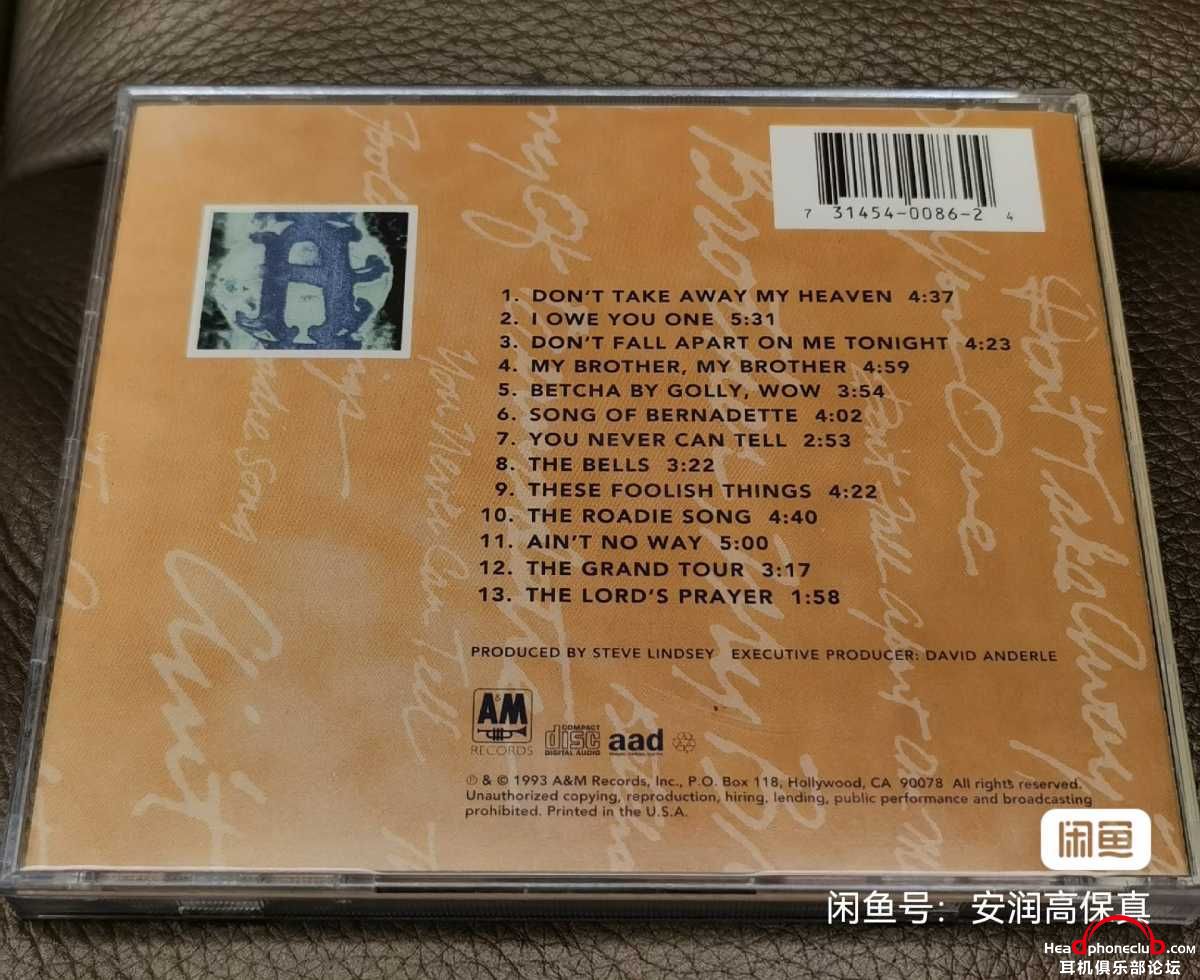 7 31454-0086-2 4
1. DON'T TAKE AWAY MY HEAVEN 4:37
2. I OWE YOU ONE 5:31
3. DON'T FALL APART ON ME TONIGHT 4:23
4. MY BROTHER, MY BROTHER 4:59
5. BETCHA BY GOLLY, WOW 3:54
6. SONG OF BERNADETTE 4:02
7. YOU NEVER CAN TELL 2:53
8. THE BELLS 3:22
9. THESE FOOLISH THINGS 4:22
10. THE ROADIE SONG 4:40
11. AIN'T NO WAY 5:00
12. THE GRAND TOUR 3:17
13. THE LORD'S PRAYER 1:58
PRODUCED BY STEVE LINDSEY EXECUTIVE PRODUCER: DAVID ANDERLE
A&M
RECORDS
COMPACT
disc
DIGITAL AUDIO
aad
℗ & © 1993 A&M Records, Inc., P.O. Box 118, Hollywood, CA 90078 All rights reserved.
Unauthorized copying, reproduction, hiring, lending, public performance and broadcasting
prohibited. Printed in the U.S.A.
闲鱼
闲鱼号：安润高保真
Headphoneclub.com
耳机俱乐部论坛